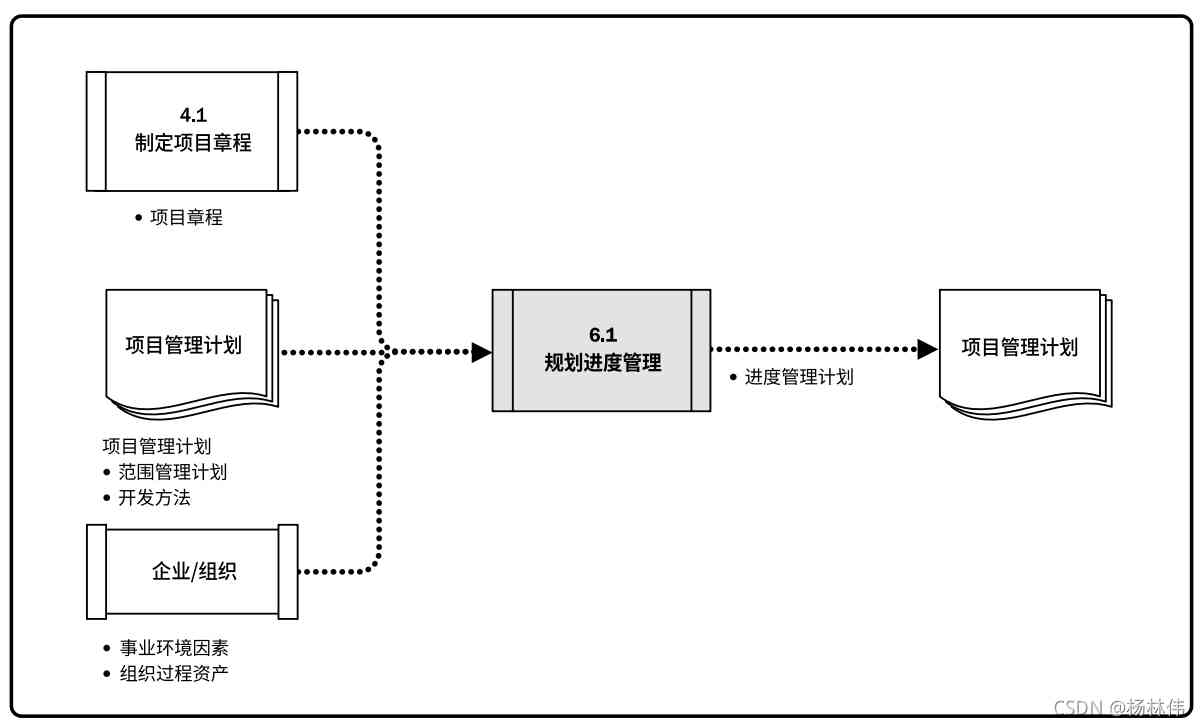 4.1
制定项目章程
• 项目章程
项目管理计划
项目管理计划
• 范围管理计划
• 开发方法
企业/组织
• 事业环境因素
• 组织过程资产
6.1
规划进度管理
• 进度管理计划
项目管理计划
CSDN @杨林伟